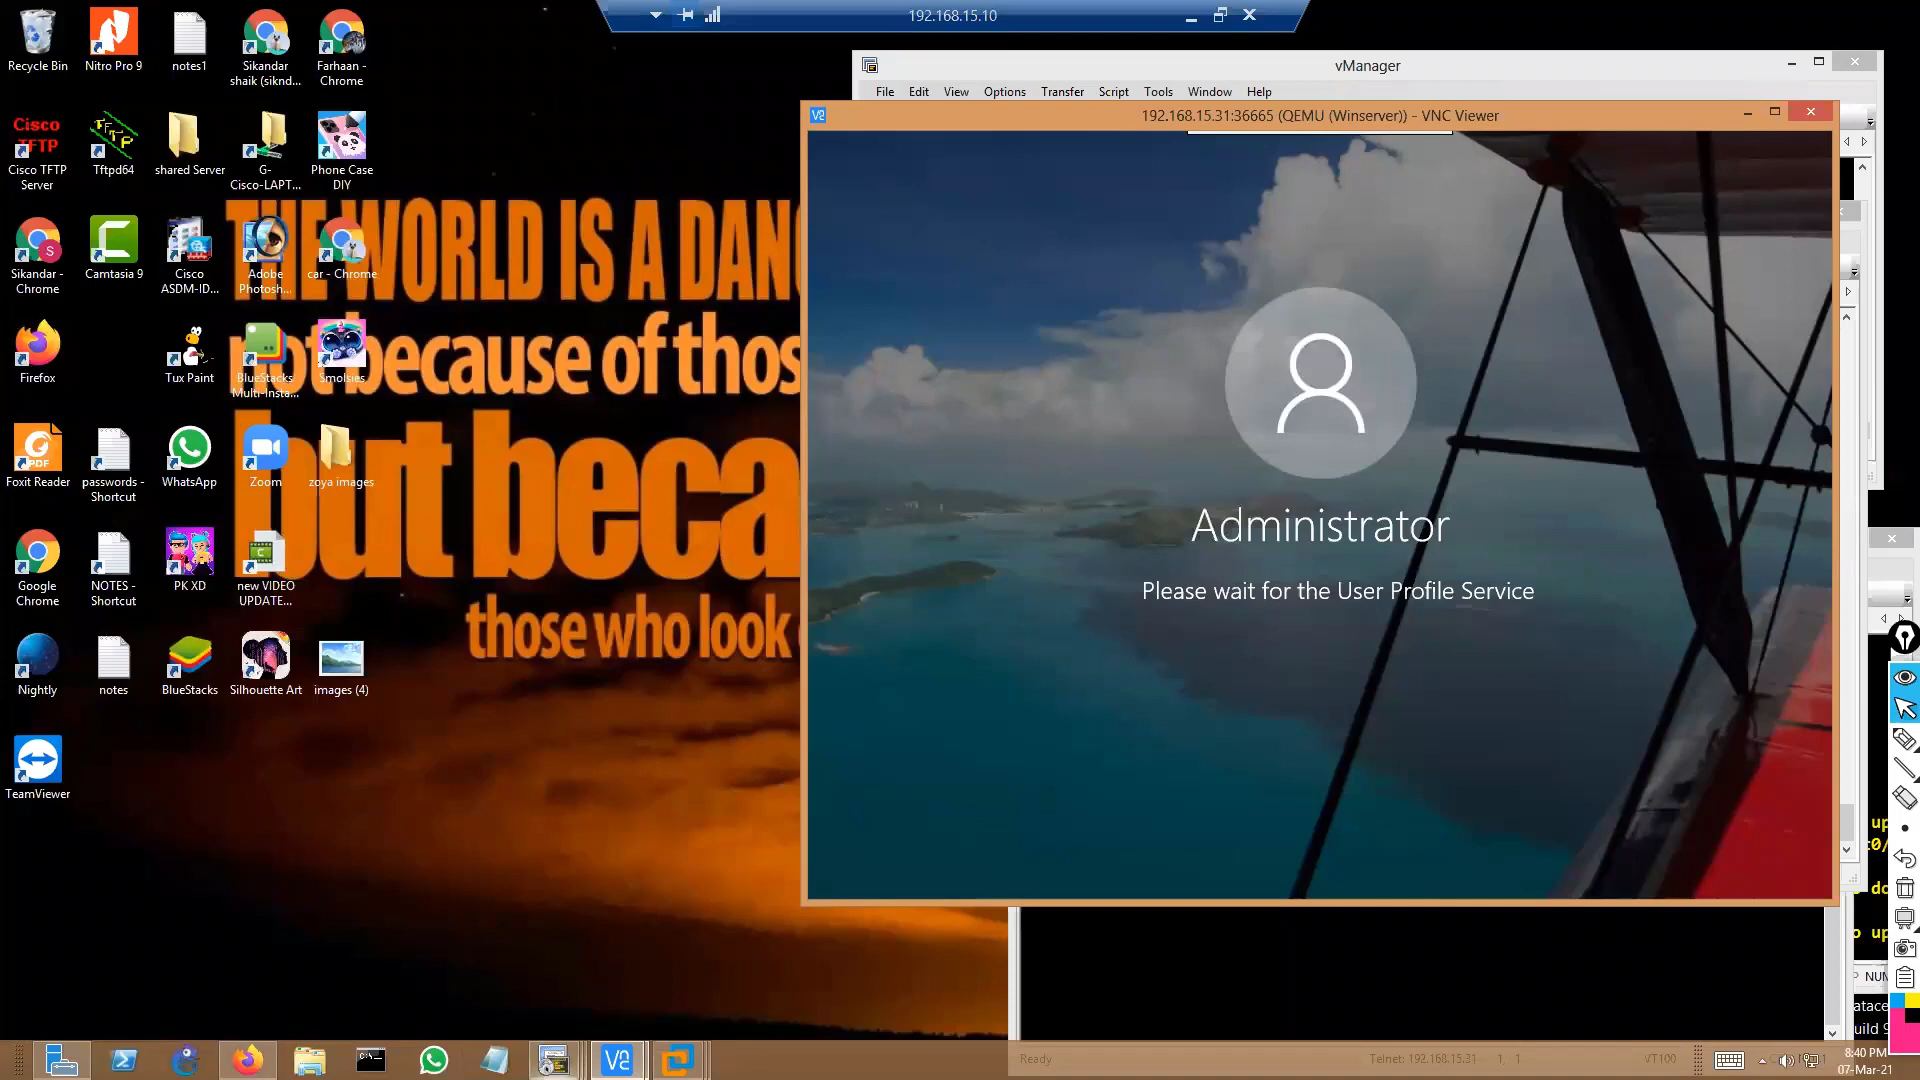 192.168.15.10
vManager
File Edit View Options Transfer Script Tools Window Help
192.168.15.31:36665 (QEMU (Winserver)) - VNC Viewer
Administrator
Please wait for the User Profile Service
Recycle Bin
Nitro Pro 9
notes1
Sikandar
shaik (siknd...
Farhaan -
Chrome
Cisco
TFTP
Cisco TFTP
Server
Tftpd64
shared Server
G-
Cisco-LAPT...
Phone Case
DIY
Sikandar -
Chrome
Camtasia 9
Cisco
ASDM-ID...
Adobe
Photosh...
car - Chrome
Firefox
Tux Paint
BlueStacks
Multi-Insta...
Smolsies
Foxit Reader
passwords -
Shortcut
WhatsApp
Zoom
zoya images
Google
Chrome
NOTES -
Shortcut
PK XD
new VIDEO
UPDATE...
Nightly
notes
BlueStacks
Silhouette Art
images (4)
TeamViewer
THE WORLD IS A DANG
not because of thos
but beca
those who look
Ready
Telnet: 192.168.15.31
1, 1
VT100
NUM
8:40 PM
07-Mar-21